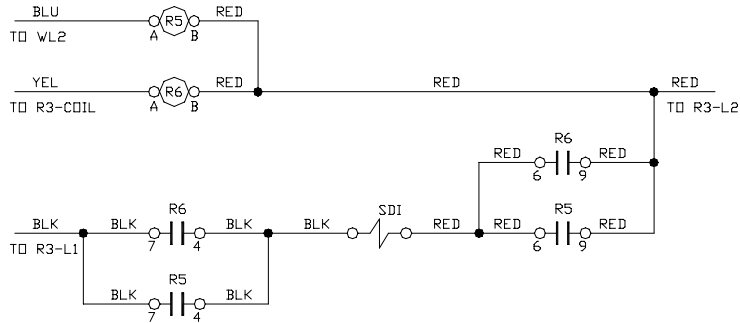 BLU R5 RED
TO WL2 A B
YEL R6 RED RED RED
TO R3-COIL A B TO R3-L2
R6
RED RED
6 9
R6 SDI R5
BLK BLK BLK BLK RED RED RED
TO R3-L1 7 4 6 9
R5
BLK BLK
7 4